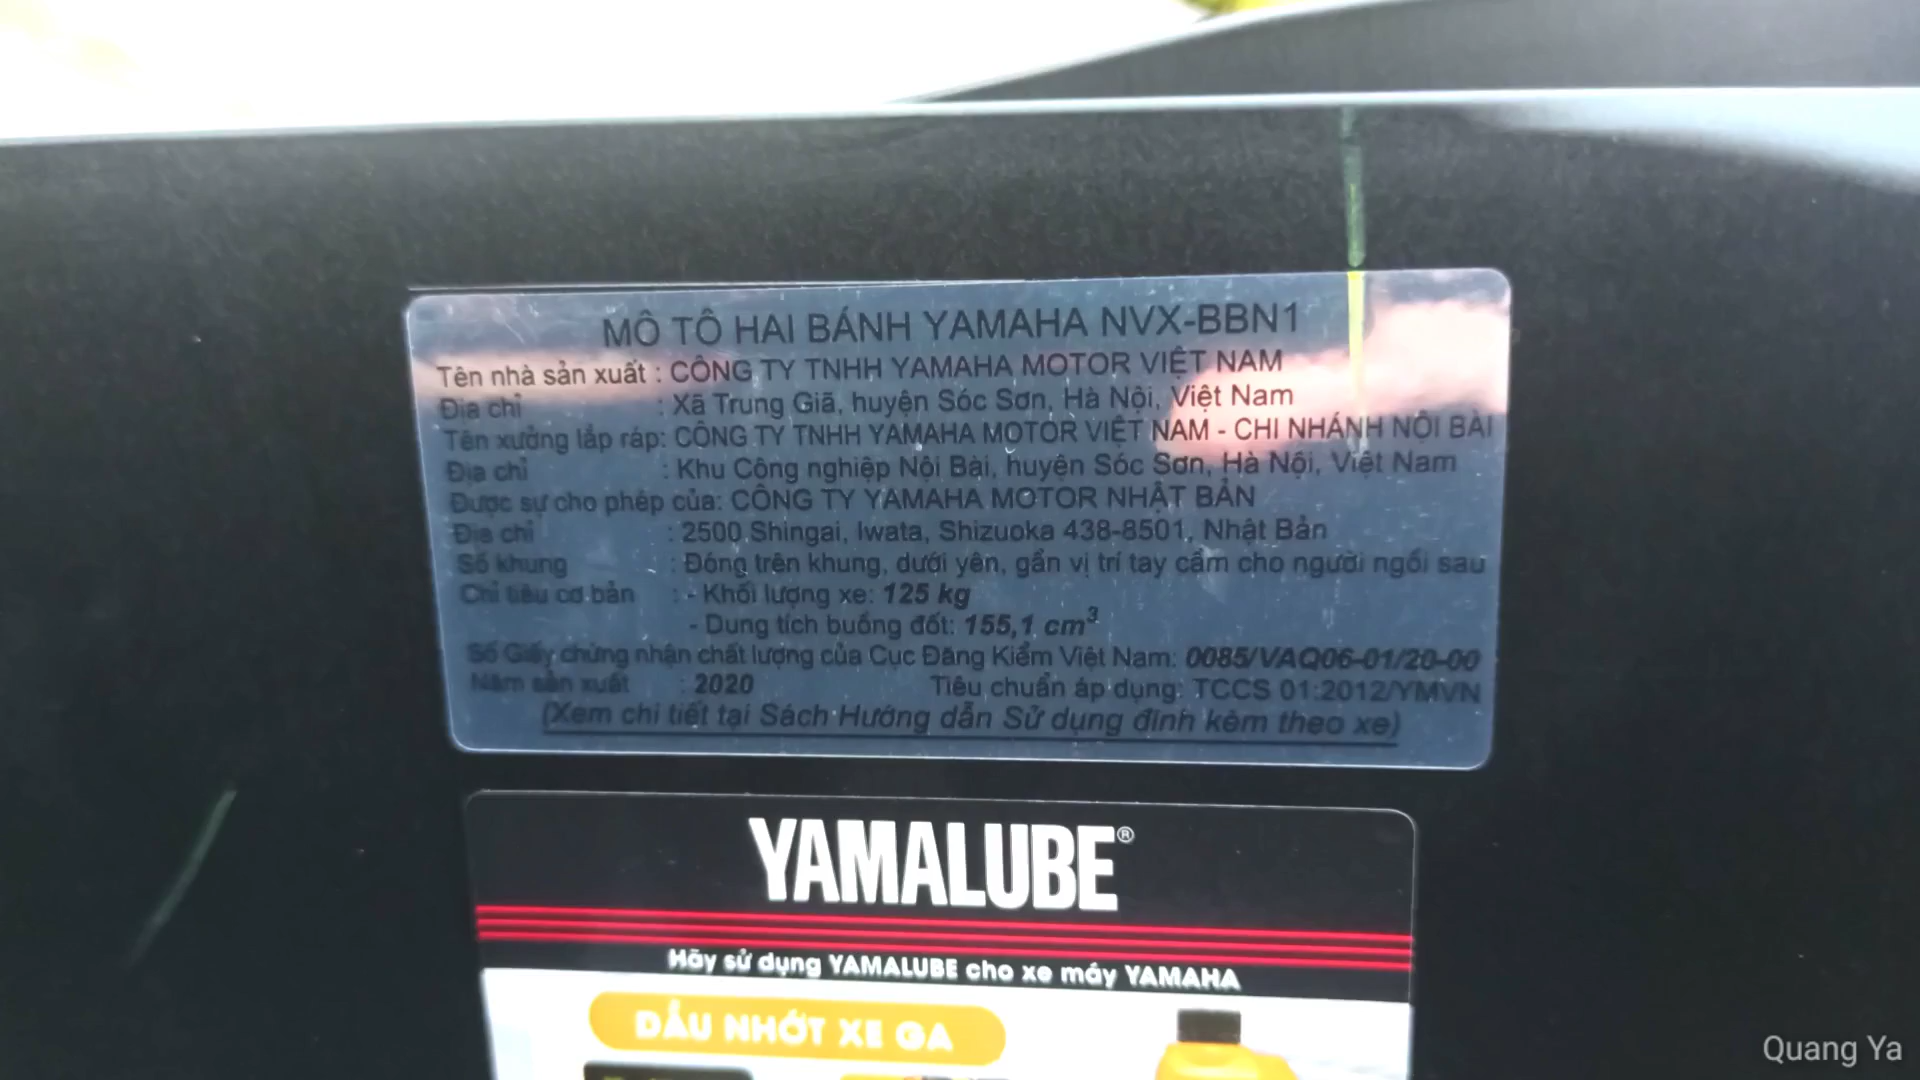 MÔ TÔ HAI BÁNH YAMAHA NVX-BBN1
Tên nhà sản xuất : CÔNG TY TNHH YAMAHA MOTOR VIỆT NAM
Địa chỉ : Xã Trung Giã, huyện Sóc Sơn, Hà Nội, Việt Nam
Tên xưởng lắp ráp: CÔNG TY TNHH YAMAHA MOTOR VIỆT NAM - CHI NHÁNH NỘI BÀI
Địa chỉ : Khu Công nghiệp Nội Bài, huyện Sóc Sơn, Hà Nội, Việt Nam
Được sự cho phép của: CÔNG TY YAMAHA MOTOR NHẬT BẢN
Địa chỉ : 2500 Shingai, Iwata, Shizuoka 438-8501, Nhật Bản
Số khung : Đóng trên khung, dưới yên, gần vị trí tay cầm cho người ngồi sau
Chỉ tiêu cơ bản : - Khối lượng xe: 125 kg
- Dung tích buồng đốt: 155,1 cm³
Số Giấy chứng nhận chất lượng của Cục Đăng Kiểm Việt Nam: 0085/VAQ06-01/20-00
Năm sản xuất : 2020 Tiêu chuẩn áp dụng: TCCS 01:2012/YMVN
(Xem chi tiết tại Sách Hướng dẫn Sử dụng đính kèm theo xe)
YAMALUBE®
Hãy sử dụng YAMALUBE cho xe máy YAMAHA
DẦU NHỚT XE GA
Quang Ya